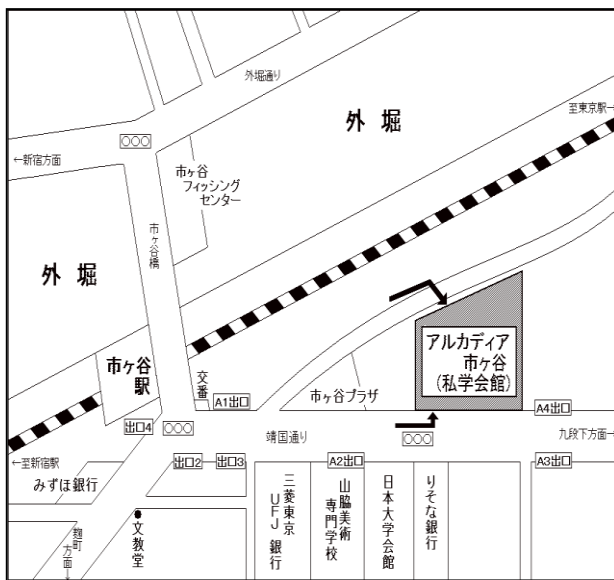 外堀通り
外 堀
至東京駅→
○○○
←新宿方面
市ヶ谷
フィッシング
センター
市ヶ谷橋
外 堀
アルカディア
市ヶ谷
(私学会館)
市ヶ谷
駅
交番
A1出口
市ヶ谷プラザ
A4出口
出口4
○○○
靖国通り
○○○
九段下方面→
←至新宿駅
出口2
出口3
A2出口
A3出口
みずほ銀行
三菱東京
UFJ 銀行
山脇美術
専門学校
日本大学会館
りそな銀行
●文教堂
麹町
方面→